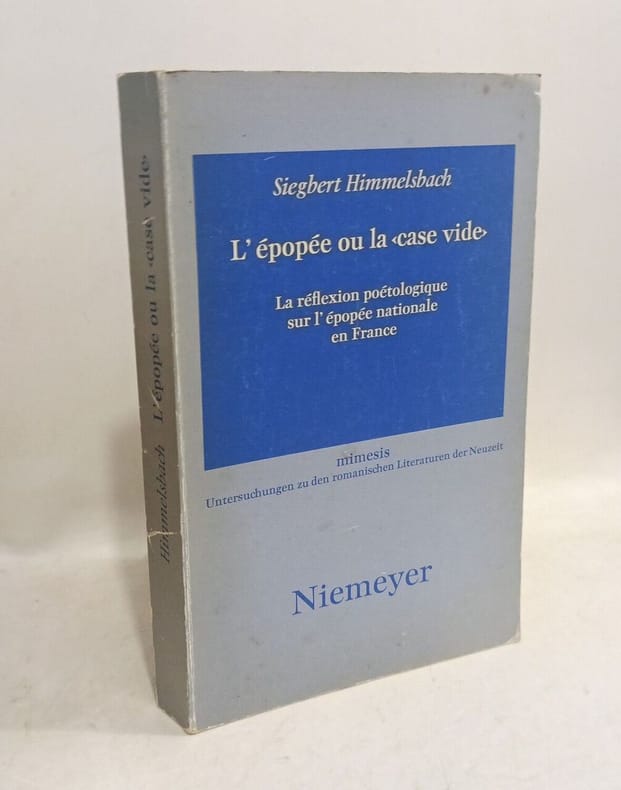 Siegbert Himmelsbach
L' épopée ou la ‹case vide›
La réflexion poétologique
sur l' épopée nationale
en France
mimesis
Untersuchungen zu den romanischen Literaturen der Neuzeit
Niemeyer
Himmelsbach L'épopée ou la ‹case vide›